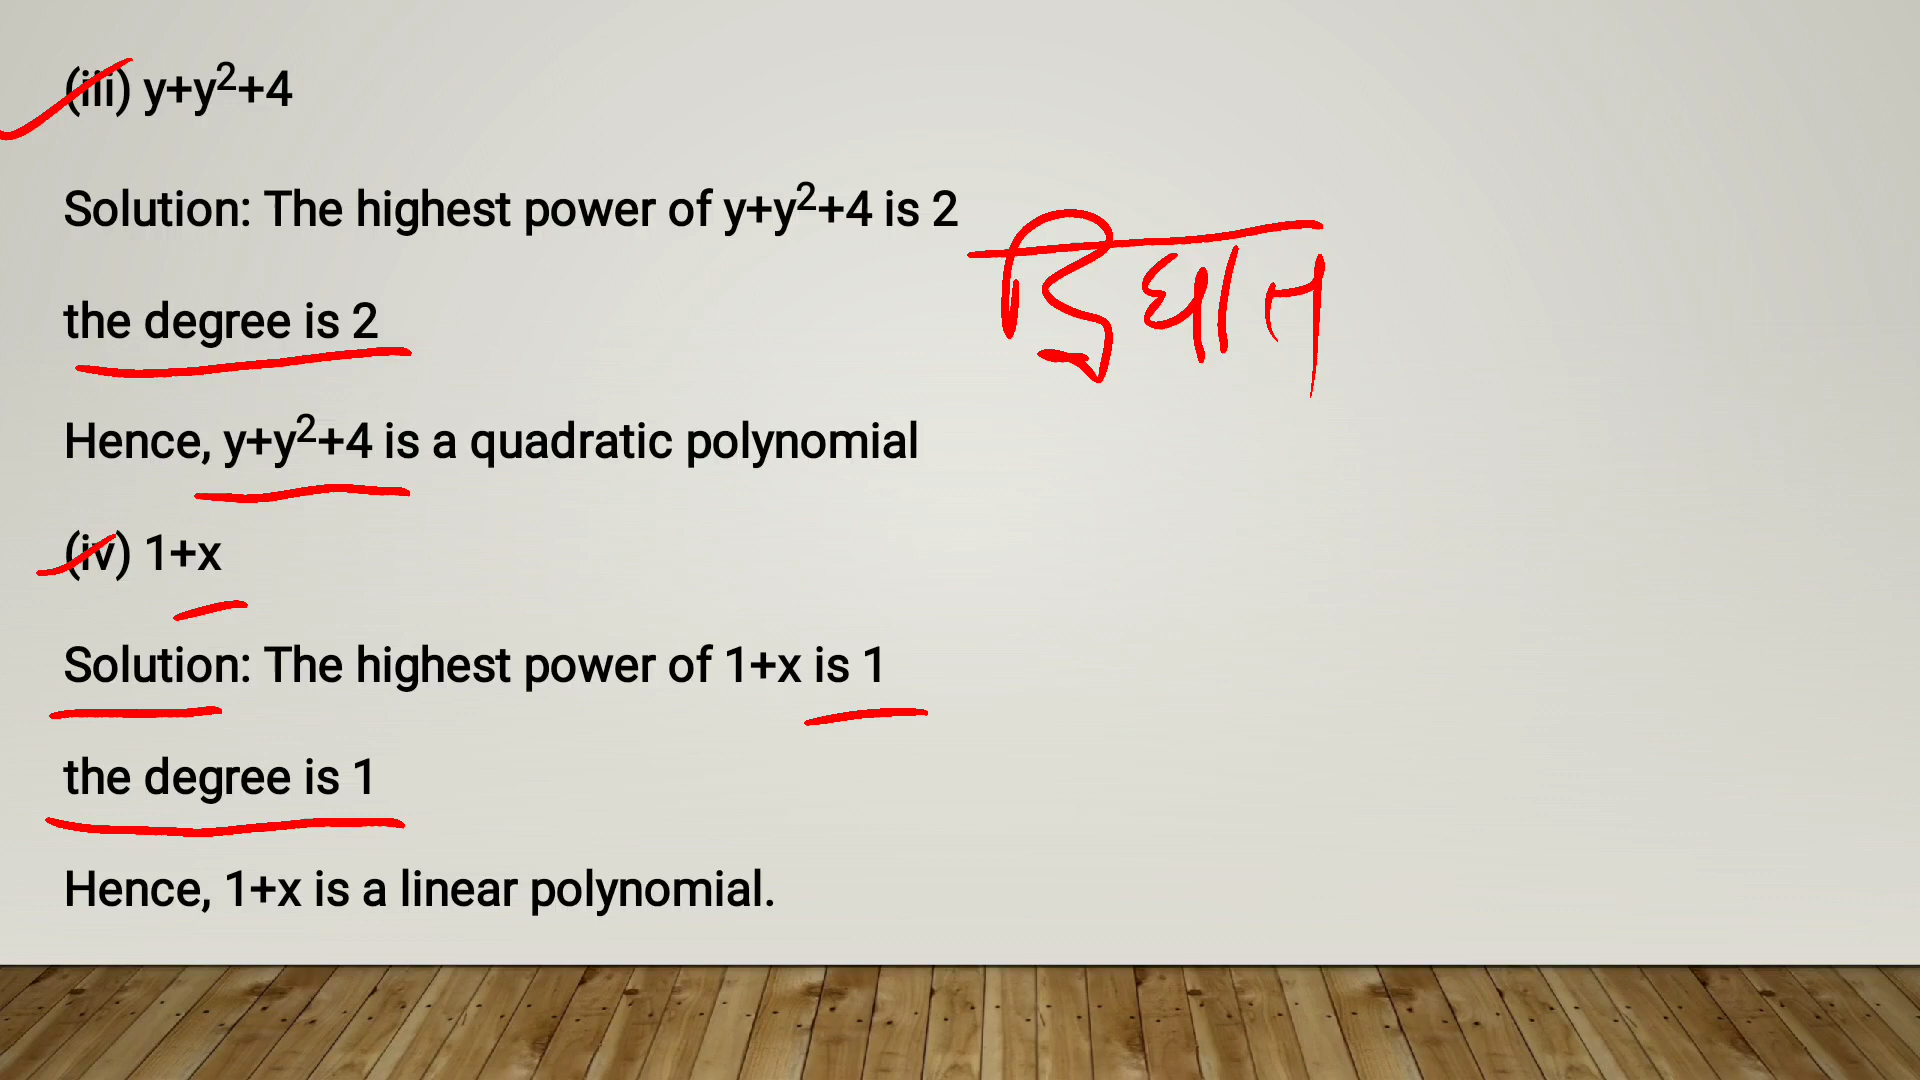 (iii) y+y²+4
Solution: The highest power of y+y²+4 is 2
द्विघात
the degree is 2
Hence, y+y²+4 is a quadratic polynomial
(iv) 1+x
Solution: The highest power of 1+x is 1
the degree is 1
Hence, 1+x is a linear polynomial.